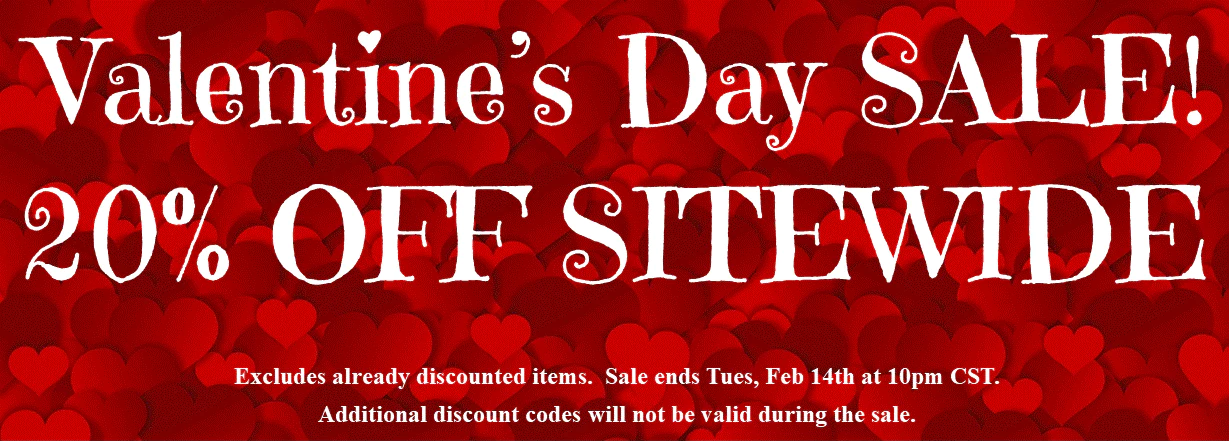 Valentine's Day SALE!
20% OFF SITEWIDE
Excludes already discounted items.  Sale ends Tues, Feb 14th at 10pm CST.
Additional discount codes will not be valid during the sale.